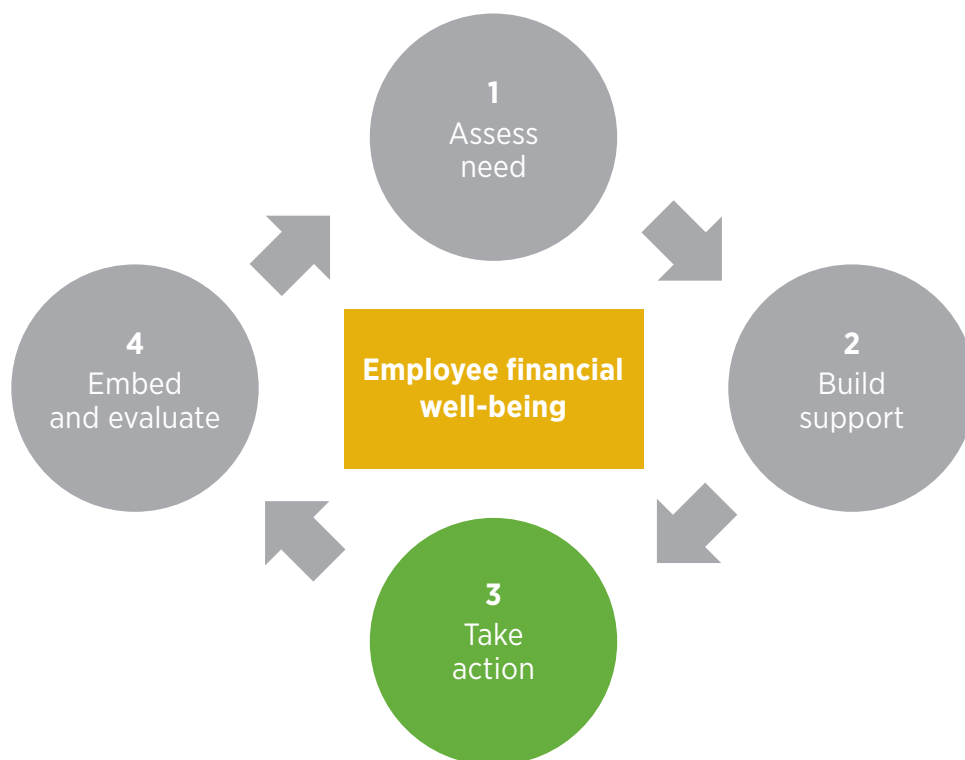 1
Assess
need
2
Build
support
3
Take
action
4
Embed
and evaluate
Employee financial
well-being